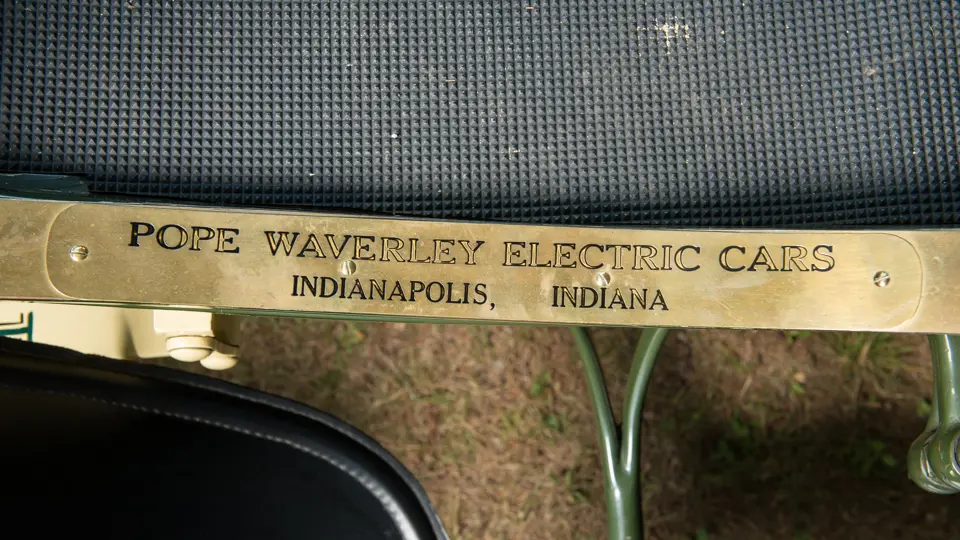 POPE WAVERLEY ELECTRIC CARS
INDIANAPOLIS, INDIANA